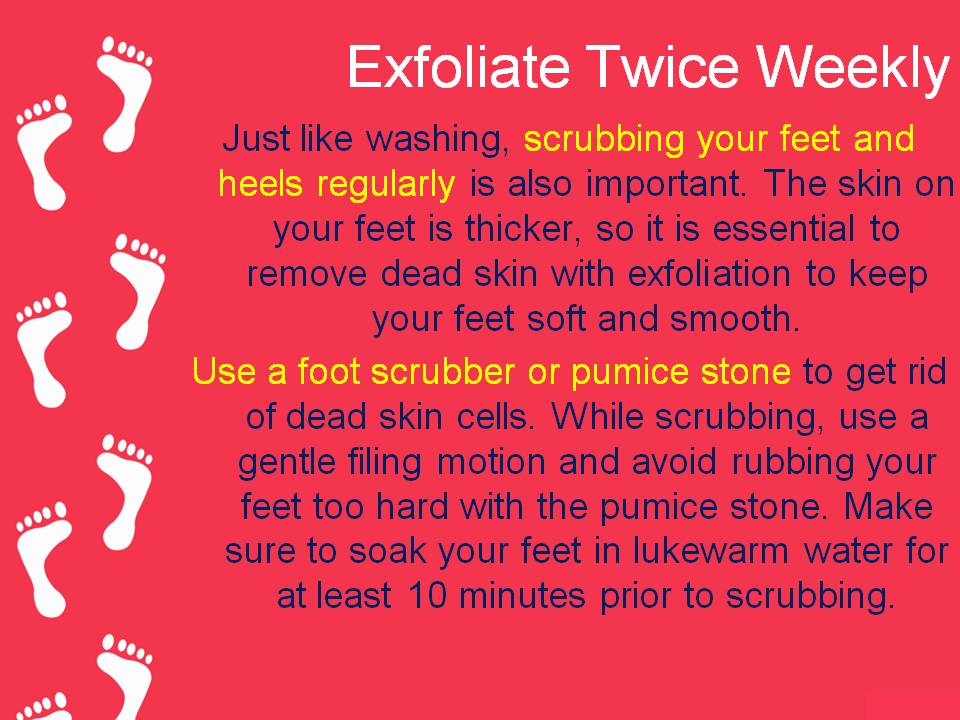 Exfoliate Twice Weekly
Just like washing, scrubbing your feet and
heels regularly is also important. The skin on
your feet is thicker, so it is essential to
remove dead skin with exfoliation to keep
your feet soft and smooth.
Use a foot scrubber or pumice stone to get rid
of dead skin cells. While scrubbing, use a
gentle filing motion and avoid rubbing your
feet too hard with the pumice stone. Make
sure to soak your feet in lukewarm water for
at least 10 minutes prior to scrubbing.